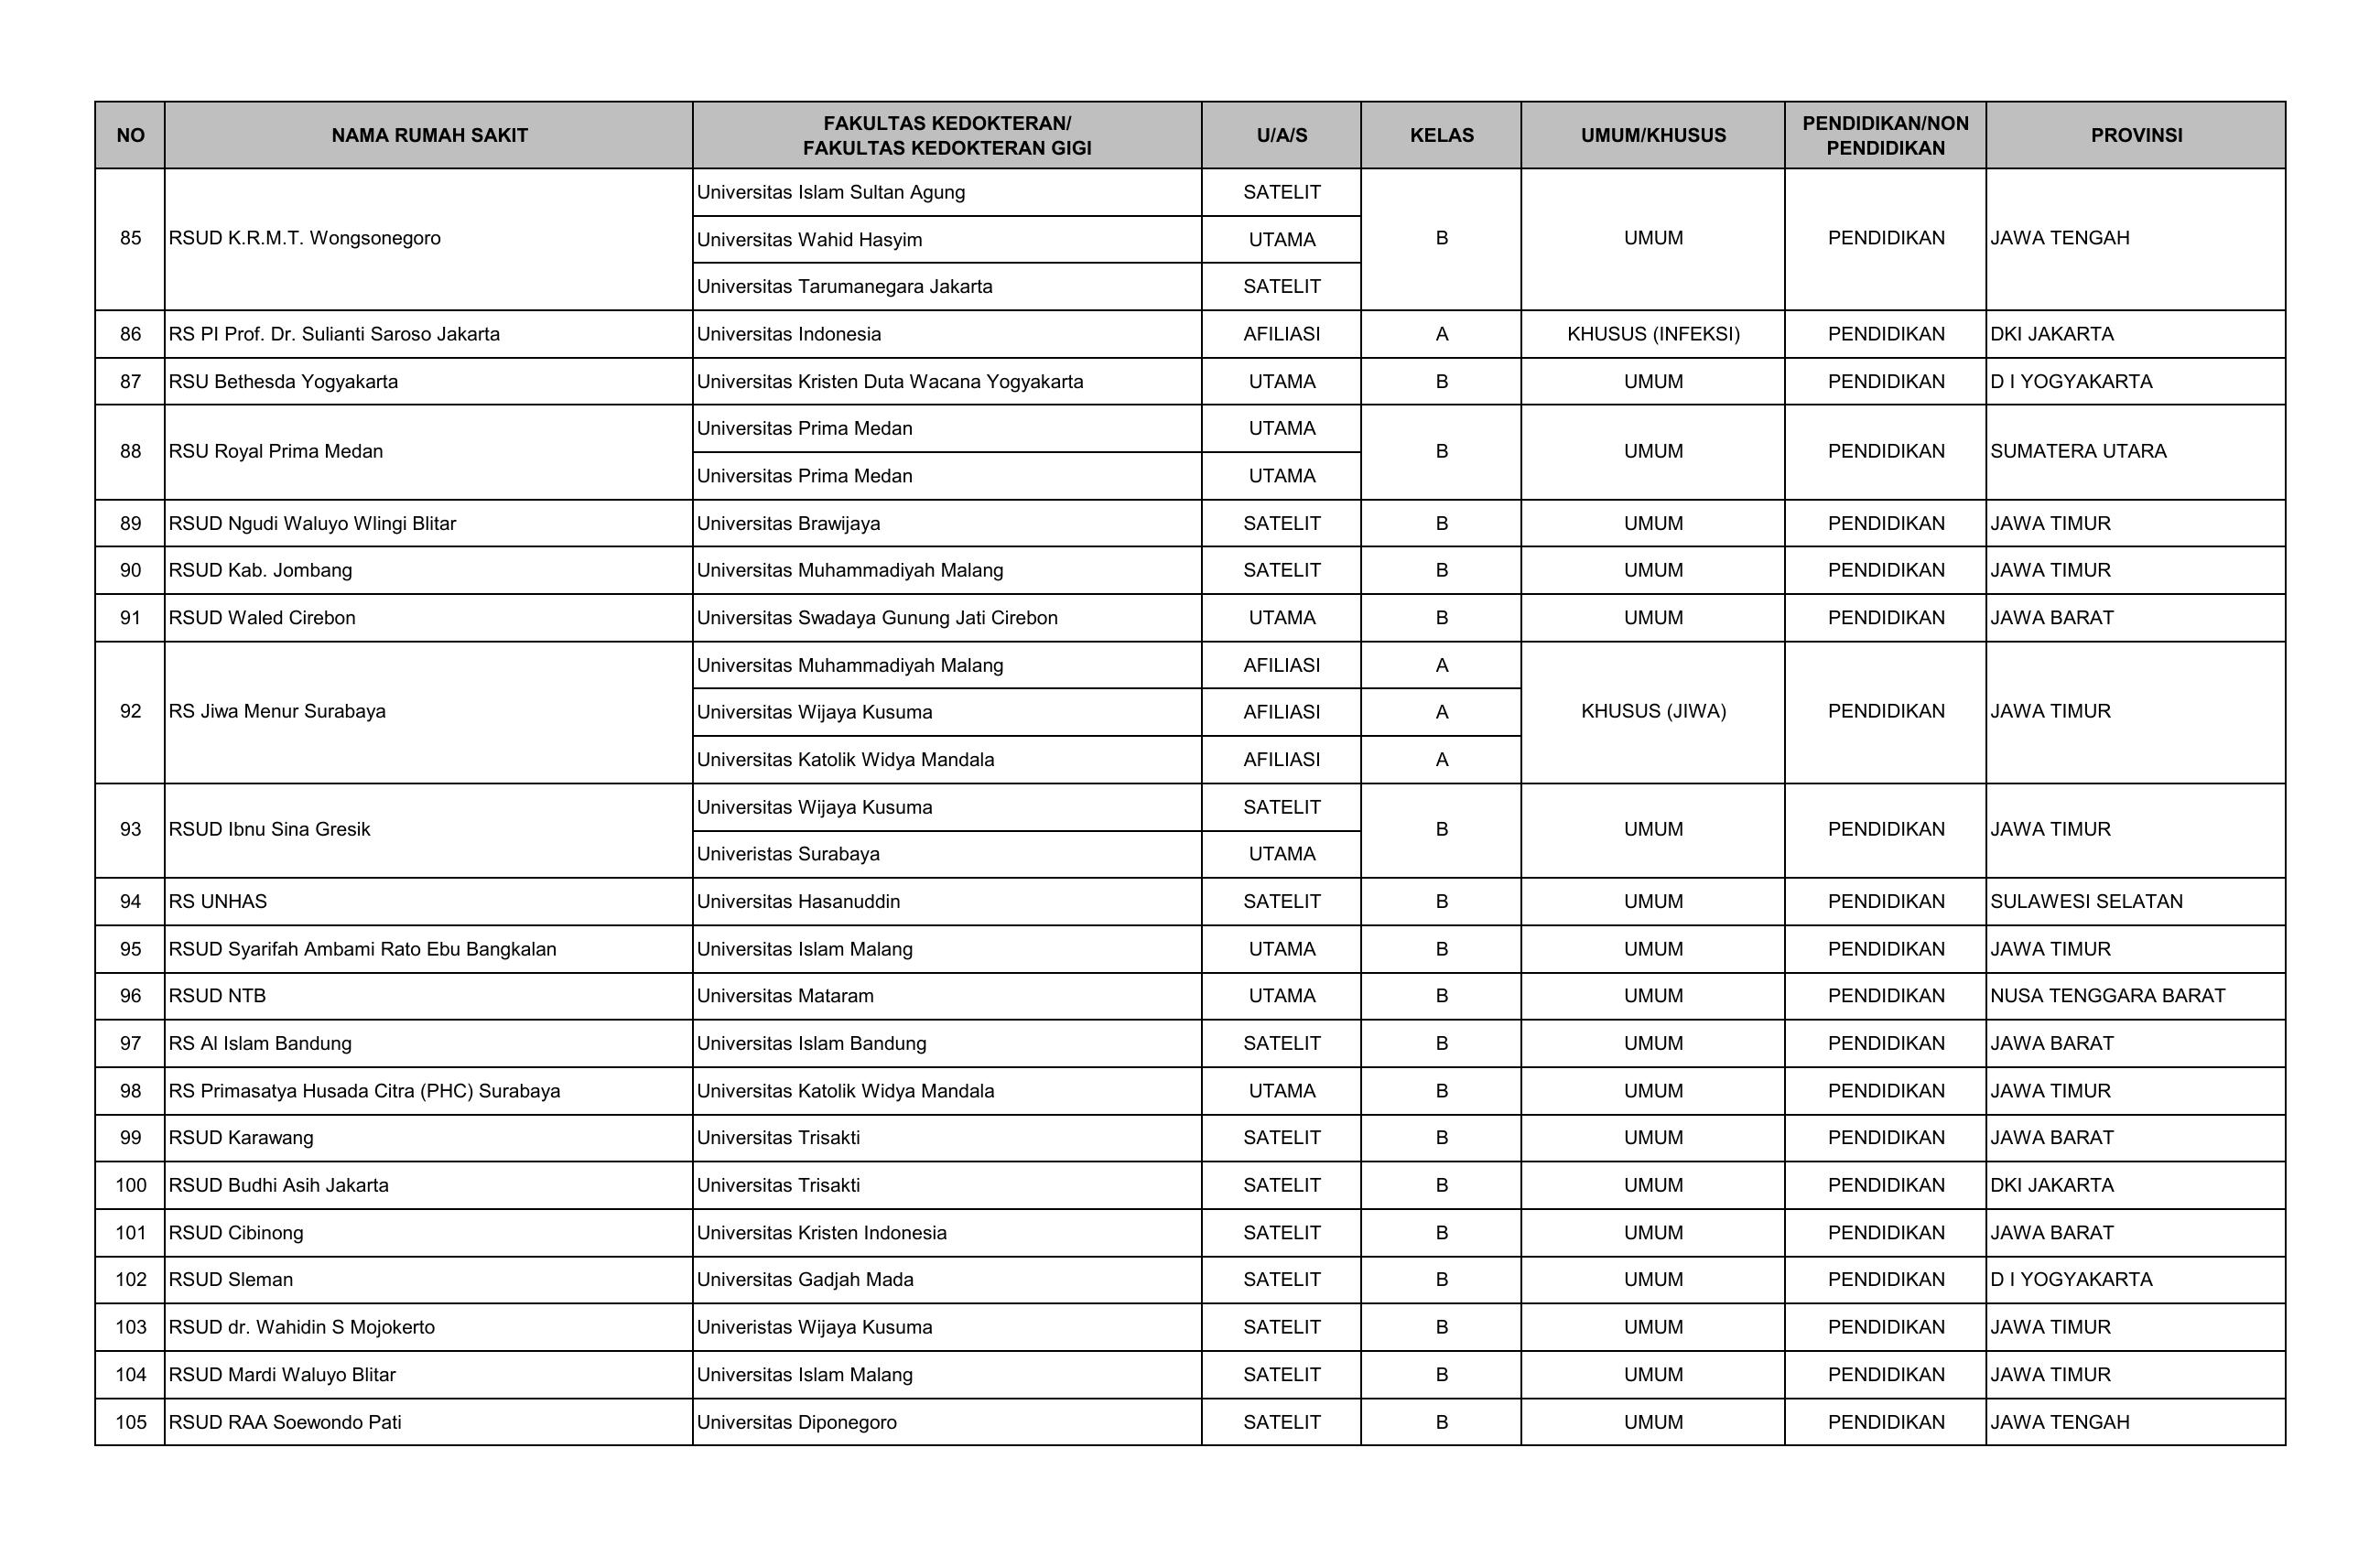 NO NAMA RUMAH SAKIT FAKULTAS KEDOKTERAN/ FAKULTAS KEDOKTERAN GIGI U/A/S KELAS UMUM/KHUSUS PENDIDIKAN/NON PENDIDIKAN PROVINSI
85 RSUD K.R.M.T. Wongsonegoro Universitas Islam Sultan Agung SATELIT B UMUM PENDIDIKAN JAWA TENGAH
Universitas Wahid Hasyim UTAMA
Universitas Tarumanegara Jakarta SATELIT
86 RS PI Prof. Dr. Sulianti Saroso Jakarta Universitas Indonesia AFILIASI A KHUSUS (INFEKSI) PENDIDIKAN DKI JAKARTA
87 RSU Bethesda Yogyakarta Universitas Kristen Duta Wacana Yogyakarta UTAMA B UMUM PENDIDIKAN D I YOGYAKARTA
88 RSU Royal Prima Medan Universitas Prima Medan UTAMA B UMUM PENDIDIKAN SUMATERA UTARA
Universitas Prima Medan UTAMA
89 RSUD Ngudi Waluyo Wlingi Blitar Universitas Brawijaya SATELIT B UMUM PENDIDIKAN JAWA TIMUR
90 RSUD Kab. Jombang Universitas Muhammadiyah Malang SATELIT B UMUM PENDIDIKAN JAWA TIMUR
91 RSUD Waled Cirebon Universitas Swadaya Gunung Jati Cirebon UTAMA B UMUM PENDIDIKAN JAWA BARAT
92 RS Jiwa Menur Surabaya Universitas Muhammadiyah Malang AFILIASI A KHUSUS (JIWA) PENDIDIKAN JAWA TIMUR
Universitas Wijaya Kusuma AFILIASI A
Universitas Katolik Widya Mandala AFILIASI A
93 RSUD Ibnu Sina Gresik Universitas Wijaya Kusuma SATELIT B UMUM PENDIDIKAN JAWA TIMUR
Univeristas Surabaya UTAMA
94 RS UNHAS Universitas Hasanuddin SATELIT B UMUM PENDIDIKAN SULAWESI SELATAN
95 RSUD Syarifah Ambami Rato Ebu Bangkalan Universitas Islam Malang UTAMA B UMUM PENDIDIKAN JAWA TIMUR
96 RSUD NTB Universitas Mataram UTAMA B UMUM PENDIDIKAN NUSA TENGGARA BARAT
97 RS Al Islam Bandung Universitas Islam Bandung SATELIT B UMUM PENDIDIKAN JAWA BARAT
98 RS Primasatya Husada Citra (PHC) Surabaya Universitas Katolik Widya Mandala UTAMA B UMUM PENDIDIKAN JAWA TIMUR
99 RSUD Karawang Universitas Trisakti SATELIT B UMUM PENDIDIKAN JAWA BARAT
100 RSUD Budhi Asih Jakarta Universitas Trisakti SATELIT B UMUM PENDIDIKAN DKI JAKARTA
101 RSUD Cibinong Universitas Kristen Indonesia SATELIT B UMUM PENDIDIKAN JAWA BARAT
102 RSUD Sleman Universitas Gadjah Mada SATELIT B UMUM PENDIDIKAN D I YOGYAKARTA
103 RSUD dr. Wahidin S Mojokerto Univeristas Wijaya Kusuma SATELIT B UMUM PENDIDIKAN JAWA TIMUR
104 RSUD Mardi Waluyo Blitar Universitas Islam Malang SATELIT B UMUM PENDIDIKAN JAWA TIMUR
105 RSUD RAA Soewondo Pati Universitas Diponegoro SATELIT B UMUM PENDIDIKAN JAWA TENGAH